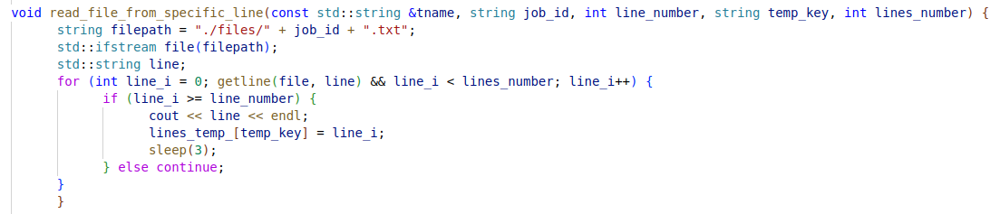 void read_file_from_specific_line(const std::string &tname, string job_id, int line_number, string temp_key, int lines_number) {
string filepath = "./files/" + job_id + ".txt";
std::ifstream file(filepath);
std::string line;
for (int line_i = 0; getline(file, line) && line_i < lines_number; line_i++) {
if (line_i >= line_number) {
cout << line << endl;
lines_temp_[temp_key] = line_i;
sleep(3);
} else continue;
}
}